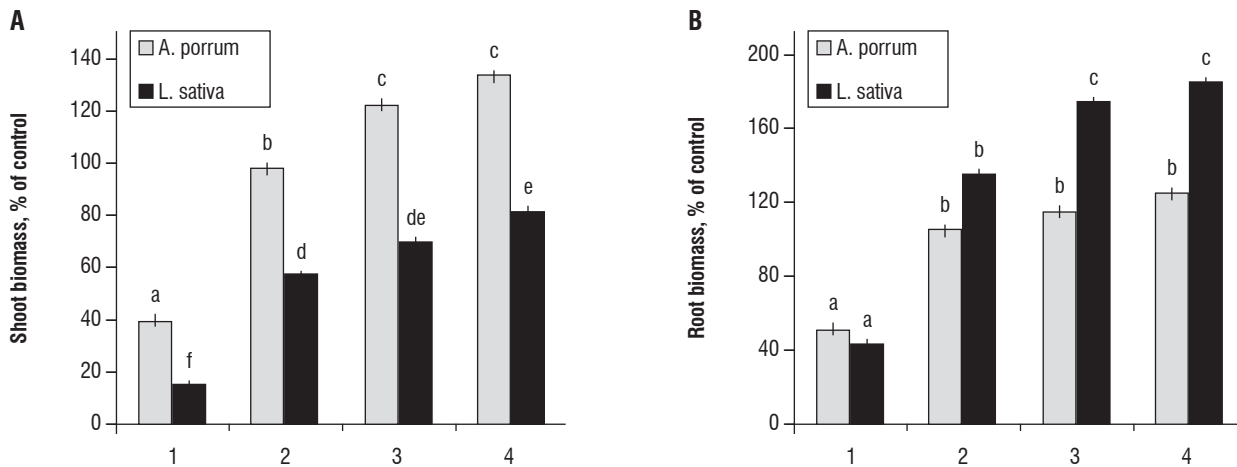 A
Shoot biomass, % of control
140
120
100
80
60
40
20
0
A. porrum
L. sativa
a
f
b
d
c
de
c
e
1 2 3 4
B
Root biomass, % of control
200
160
120
80
40
0
A. porrum
L. sativa
a
a
b
b
b
c
b
c
1 2 3 4